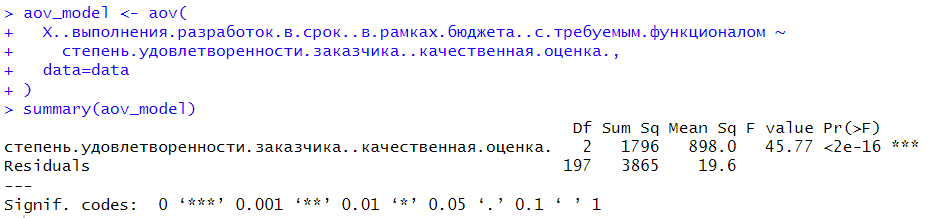 > aov_model <- aov(
+   X..выполнения.разработок.в.срок..в.рамках.бюджета..с.требуемым.функционалом ~
+     степень.удовлетворенности.заказчика..качественная.оценка.,
+   data=data
+ )
> summary(aov_model)
Df Sum Sq Mean Sq F value Pr(>F)
степень.удовлетворенности.заказчика..качественная.оценка.   2   1796   898.0   45.77 <2e-16 ***
Residuals   197   3865   19.6
---
Signif. codes:  0 ‘***’ 0.001 ‘**’ 0.01 ‘*’ 0.05 ‘.’ 0.1 ‘ ’ 1